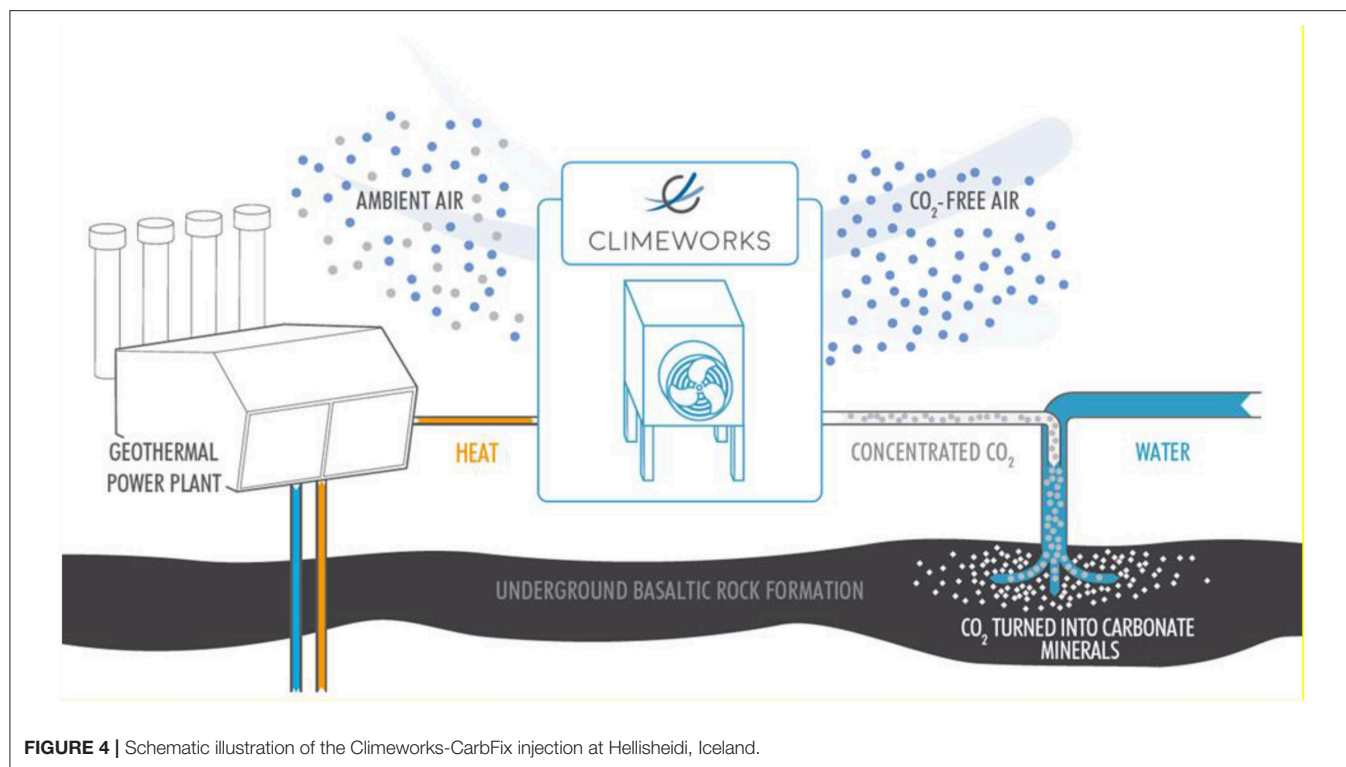 AMBIENT AIR
CO₂- FREE AIR
CLIMEWORKS
GEOTHERMAL
POWER PLANT
HEAT
CONCENTRATED CO₂
WATER
UNDERGROUND BASALTIC ROCK FORMATION
CO₂ TURNED INTO CARBONATE
MINERALS
FIGURE 4 | Schematic illustration of the Climeworks-CarbFix injection at Hellisheidi, Iceland.